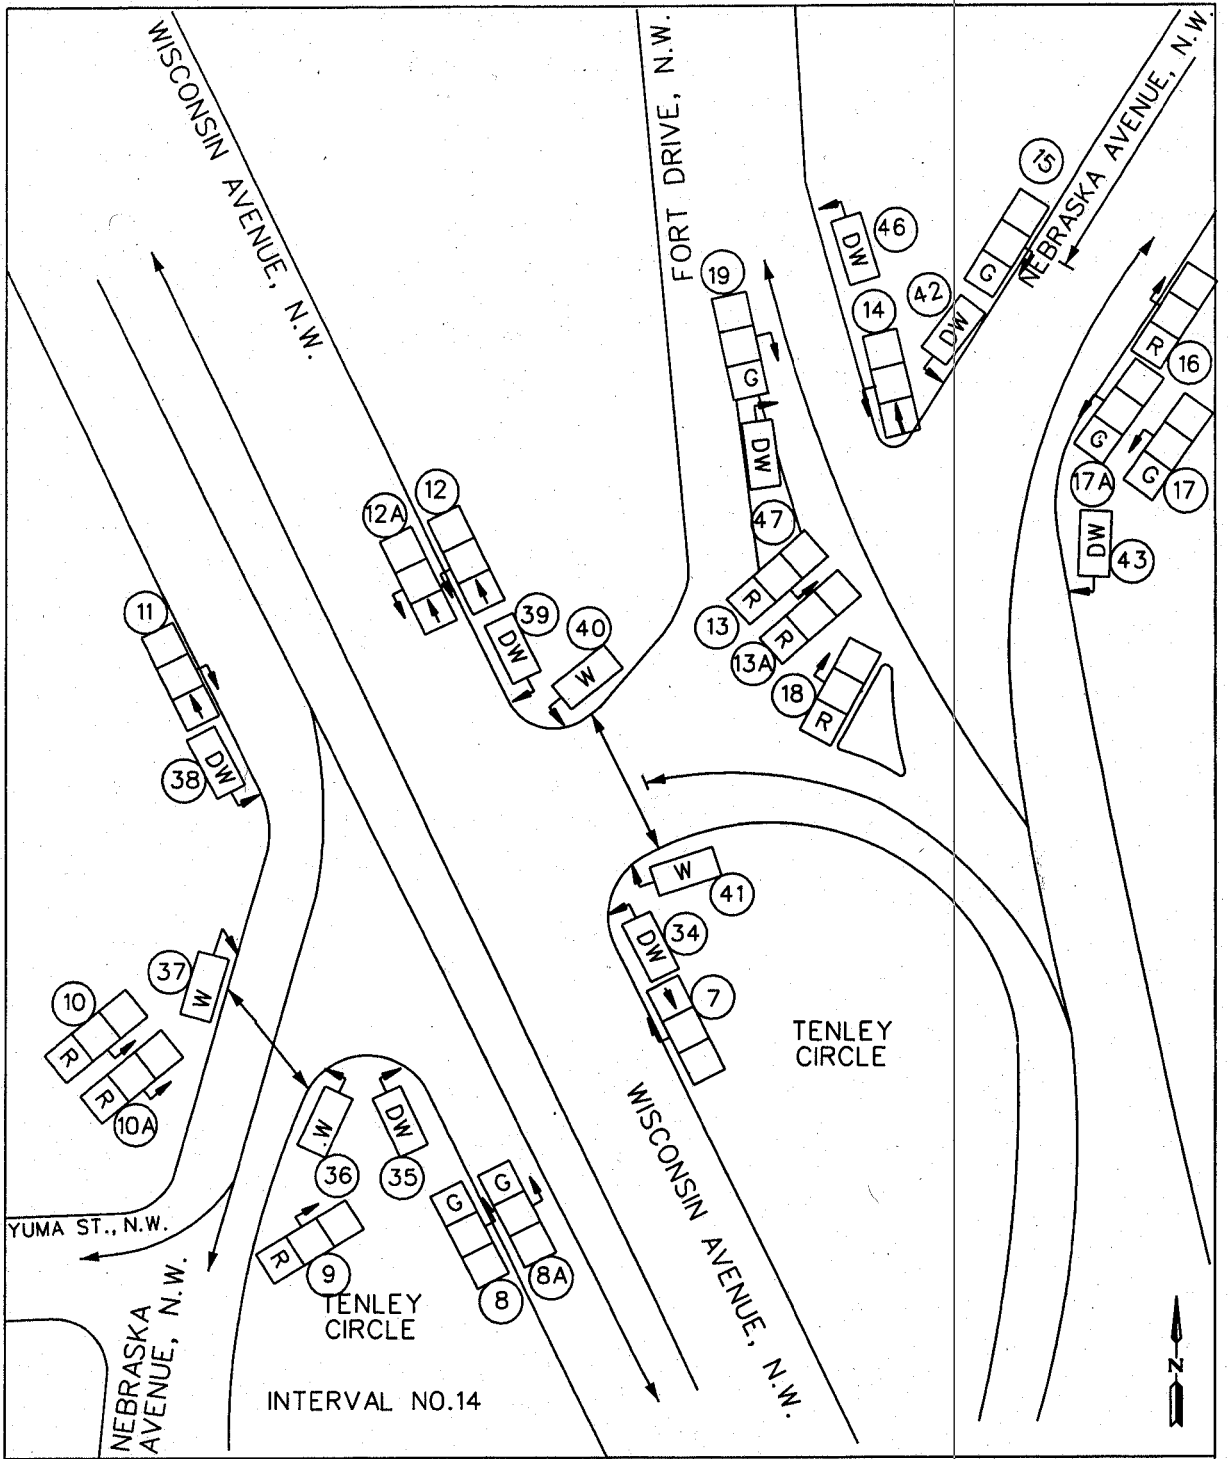 WISCONSIN AVENUE, N.W.
FORT DRIVE, N.W.
NEBRASKA AVENUE, N.W.
15
G
46
DW
42
DW
14
19
G
DW
47
R
16
G
17A
G
17
DW
43
12
12A
DW
39
40
W
R
13
R
13A
18
R
11
DW
38
W
41
DW
34
7
TENLEY
CIRCLE
37
W
10
R
R
10A
W
36
DW
35
WISCONSIN AVENUE, N.W.
YUMA ST., N.W.
R
9
G
8
G
8A
TENLEY
CIRCLE
NEBRASKA
AVENUE, N.W.
INTERVAL NO.14
N